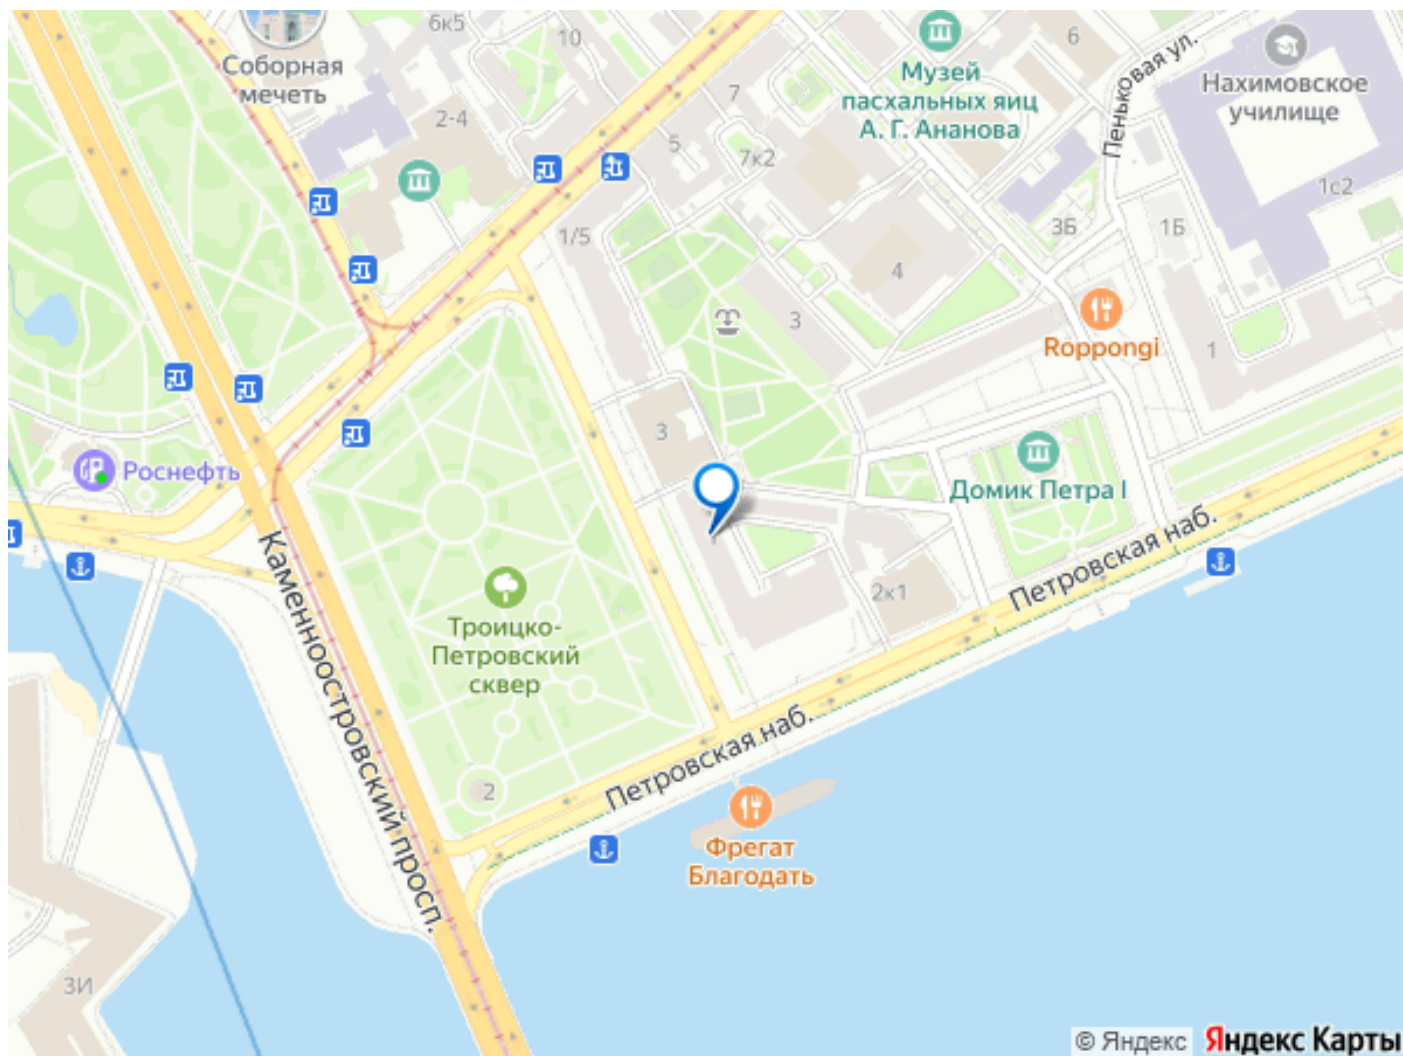 6к5
10
6
Соборная
мечеть
2-4
7
5
7к2
Музей
пасхальных яиц
А. Г. Ананова
Пеньковая ул.
Нахимовское
училище
1с2
1/5
4
3Б
1Б
3
Roppongi
1
3
Роснефть
Домик Петра I
Каменноостровский просп.
Троицко-
Петровский
сквер
2к1
Петровская наб.
Петровская наб.
2
Фрегат
Благодать
3И
© Яндекс
Яндекс Карты